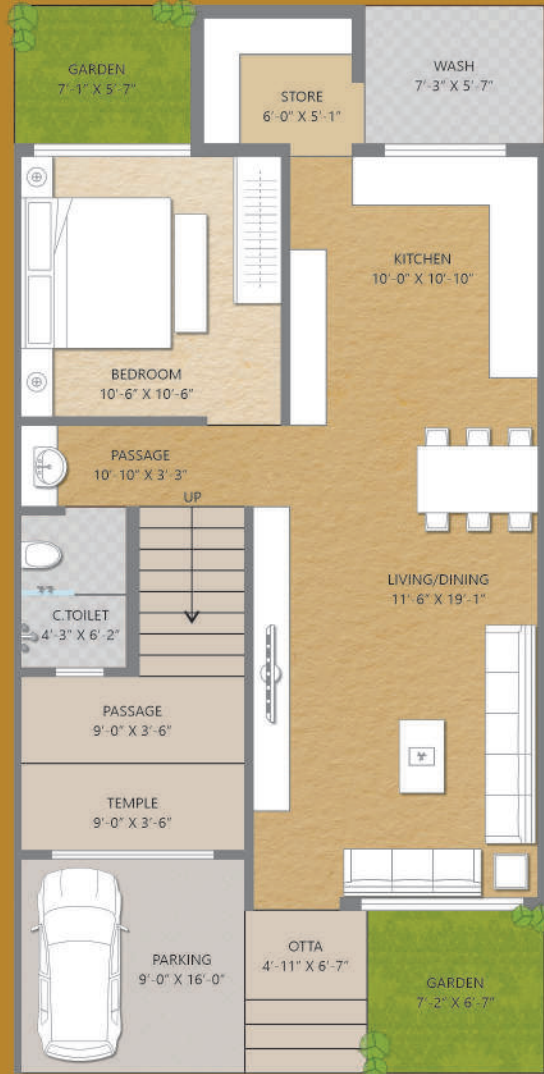 GARDEN
7'-1" X 5'-7"
STORE
6'-0" X 5'-1"
WASH
7'-3" X 5'-7"
KITCHEN
10'-0" X 10'-10"
BEDROOM
10'-6" X 10'-6"
PASSAGE
10'-10" X 3'-3"
UP
LIVING/DINING
11'-6" X 19'-1"
C.TOILET
4'-3" X 6'-2"
PASSAGE
9'-0" X 3'-6"
TEMPLE
9'-0" X 3'-6"
PARKING
9'-0" X 16'-0"
OTTA
4'-11" X 6'-7"
GARDEN
7'-2" X 6'-7"